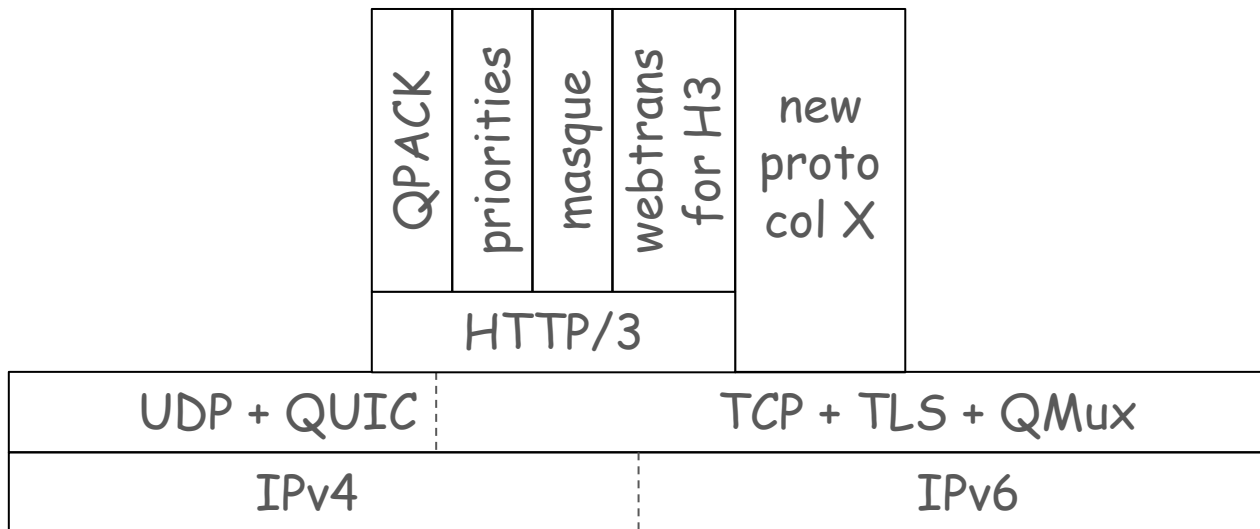 QPACK
priorities
masque
webtrans
for H3
new
proto
col X
HTTP/3
UDP + QUIC
TCP + TLS + QMux
IPv4
IPv6